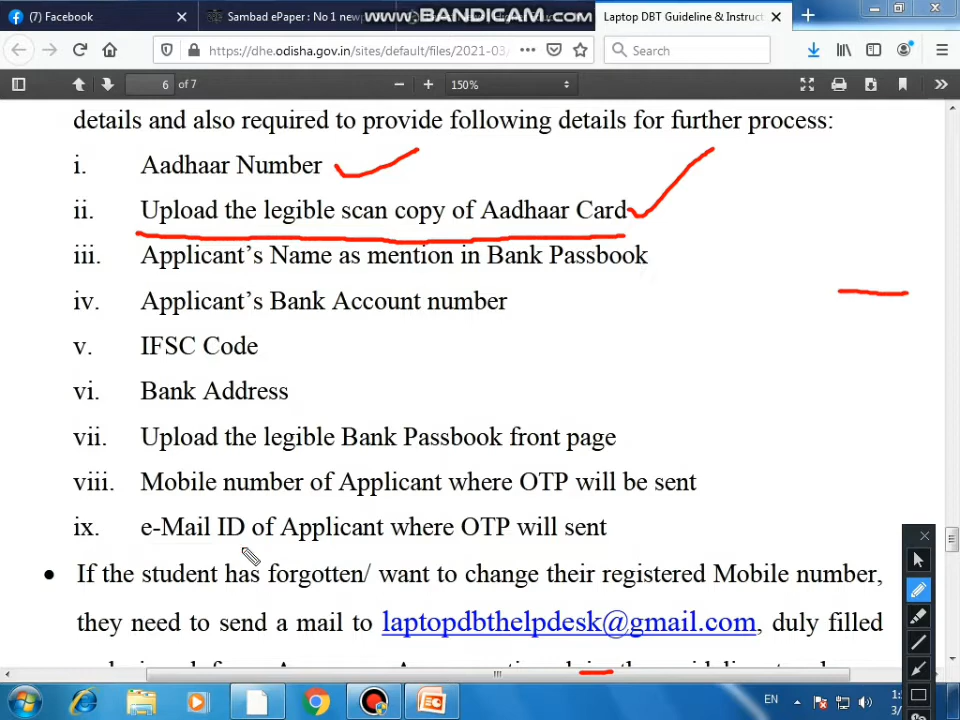 (7) Facebook
Sambad ePaper : No 1 new
WWW.BANDICAM.COM
Laptop DBT Guideline & Instruct
https://dhe.odisha.gov.in/sites/default/files/2021-03
Search
6 of 7
150%
details and also required to provide following details for further process:
i. Aadhaar Number
ii. Upload the legible scan copy of Aadhaar Card
iii. Applicant's Name as mention in Bank Passbook
iv. Applicant's Bank Account number
v. IFSC Code
vi. Bank Address
vii. Upload the legible Bank Passbook front page
viii. Mobile number of Applicant where OTP will be sent
ix. e-Mail ID of Applicant where OTP will sent
• If the student has forgotten/ want to change their registered Mobile number,
they need to send a mail to laptopdbthelpdesk@gmail.com, duly filled
EN